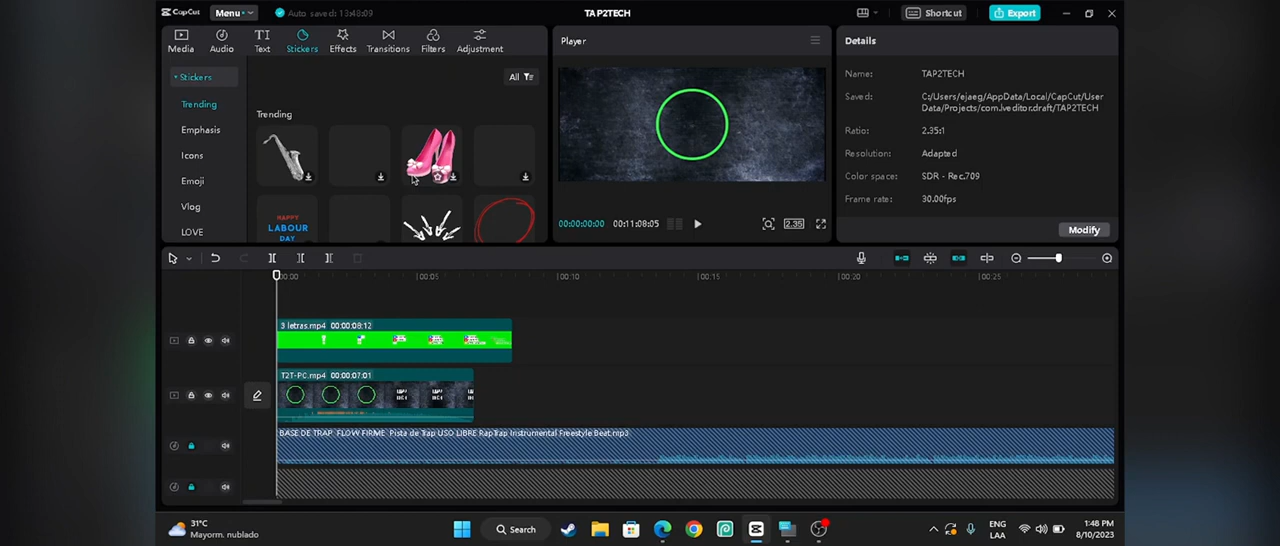 CapCut
Menu
Auto saved: 13:48:09
TAP2TECH
Shortcut
Export
Media
Audio
Text
Stickers
Effects
Transitions
Filters
Adjustment
Player
Details
Stickers
All
Trending
Emphasis
Icons
Emoji
Vlog
LOVE
Trending
HAPPY
LABOUR
DAY
00:00:00:00
00:11:08:05
2.35
Name:
TAP2TECH
Saved:
C:/Users/ejaeg/AppData/Local/CapCut/User
Data/Projects/com.lveditor.draft/TAP2TECH
Ratio:
2.35:1
Resolution:
Adapted
Color space:
SDR - Rec.709
Frame rate:
30.00fps
Modify
00:00
00:05
00:10
00:15
00:20
00:25
3 letras.mp4 00:00:08:12
T2T-PC.mp4 00:00:07:01
BASE DE TRAP FLOW FIRME Pista de Trap USO LIBRE RapTrap Instrumental Freestyle Beat.mp3
31°C
Mayorm. nublado
Search
ENG
LAA
1:48 PM
8/10/2023